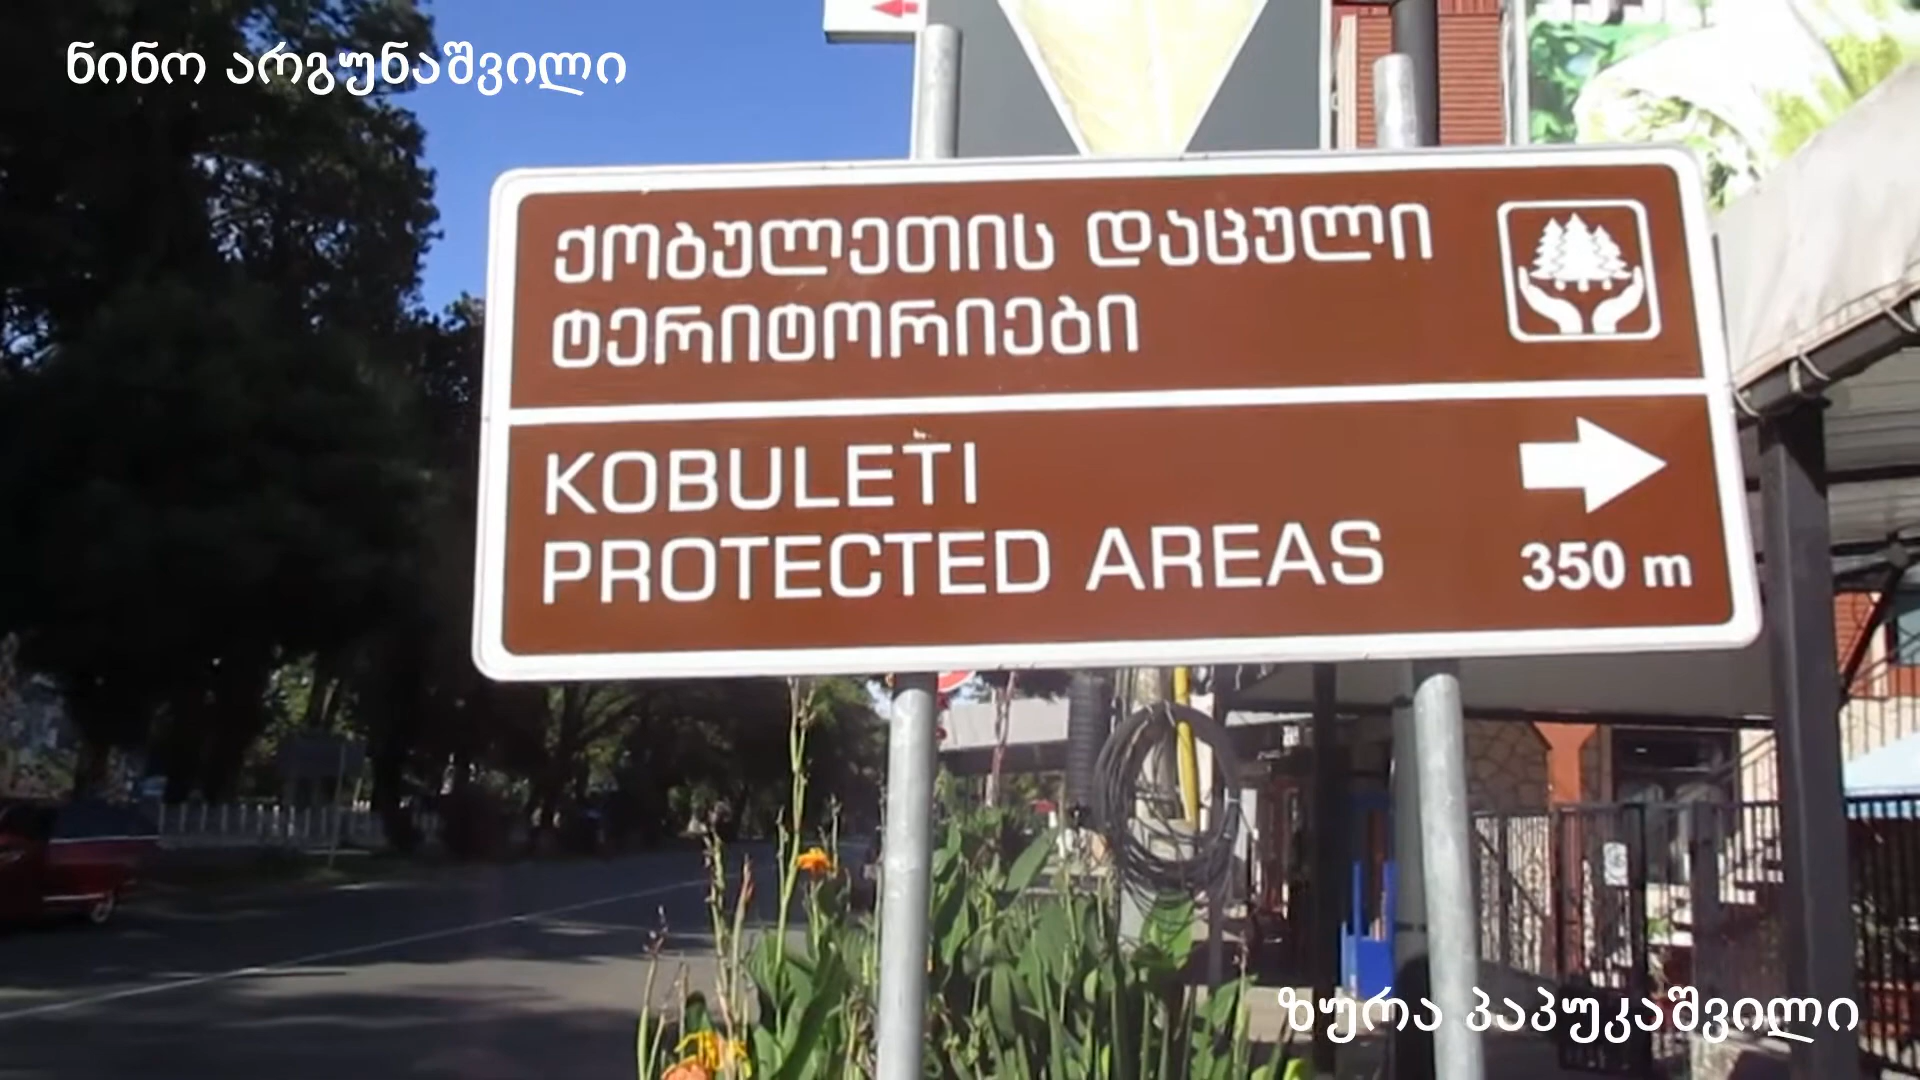 ნინო არგუნაშვილი
ქობულეთის დაცული
ტერიტორიები
KOBULETI
PROTECTED AREAS
350 m
ზურა პაპუკაშვილი